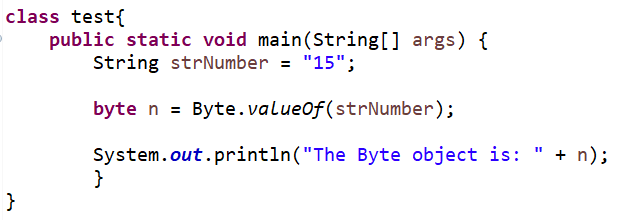 class test{
public static void main(String[] args) {
String strNumber = "15";
byte n = Byte.valueOf(strNumber);
System.out.println("The Byte object is: " + n);
}
}